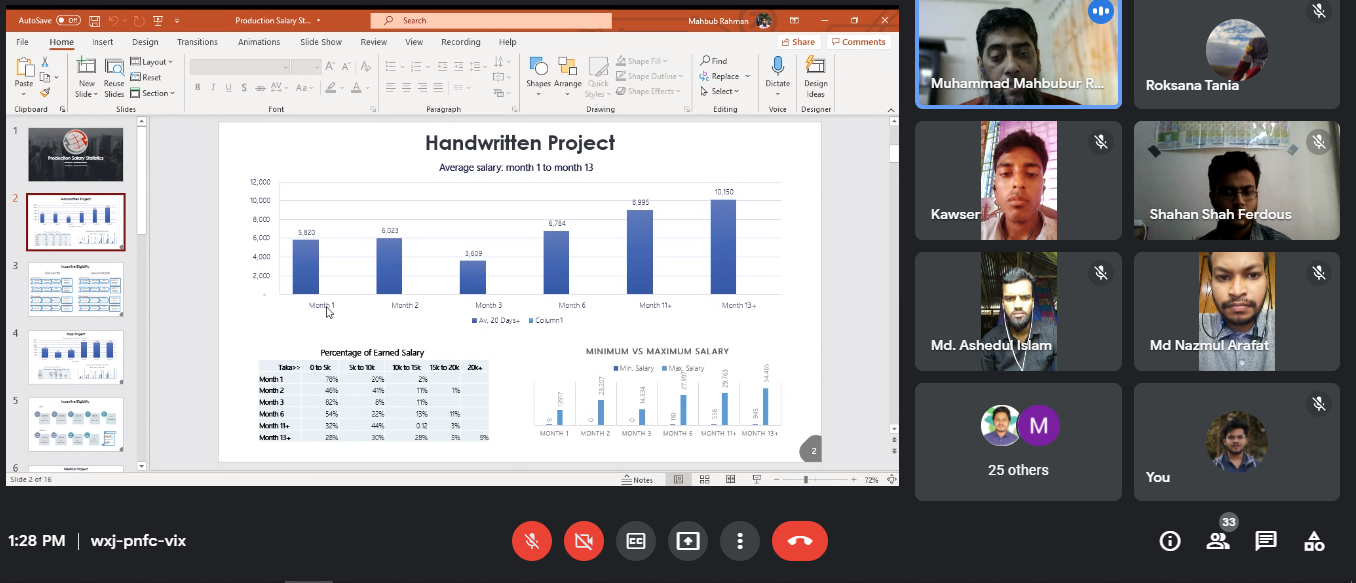 AutoSave Off
Production Salary St...
Search
Mahbub Rahman
File Home Insert Design Transitions Animations Slide Show Review View Recording Help
Share Comments
Paste
Clipboard
New Slide
Reuse Slides
Layout
Reset
Section
Slides
Font
Paragraph
Shapes Arrange Quick Styles
Shape Fill
Shape Outline
Shape Effects
Drawing
Find
Replace
Select
Editing
Dictate
Voice
Design Ideas
Designer
1
Production Salary Statistics
2
3
4
5
6
Handwritten Project
Average salary: month 1 to month 13
12,000
10,000
8,000
6,000
4,000
2,000
-
5,820 6,023 3,609 6,784 8,995 10,150
Month 1 Month 2 Month 3 Month 6 Month 11+ Month 13+
Av. 20 Days+ Column1
Percentage of Earned Salary
Taka>> 0 to 5k 5k to 10k 10k to 15k 15k to 20k 20k+
Month 1 78% 20% 2%
Month 2 46% 41% 11% 1%
Month 3 82% 8% 11%
Month 6 54% 22% 13% 11%
Month 11+ 32% 44% 0.12 3%
Month 13+ 28% 30% 28% 5% 9%
MINIMUM VS MAXIMUM SALARY
Min. Salary Max. Salary
0 23,207 0 14,634 29,763
MONTH 1 MONTH 2 MONTH 3 MONTH 6 MONTH 11+ MONTH 13+
2
Slide 2 of 16
Notes
72%
Muhammad Mahbubur R...
Roksana Tania
Kawser
Shahan Shah Ferdous
Md. Ashedul Islam
Md Nazmul Arafat
M
25 others
You
1:28 PM | wxj-pnfc-vix
CC
33